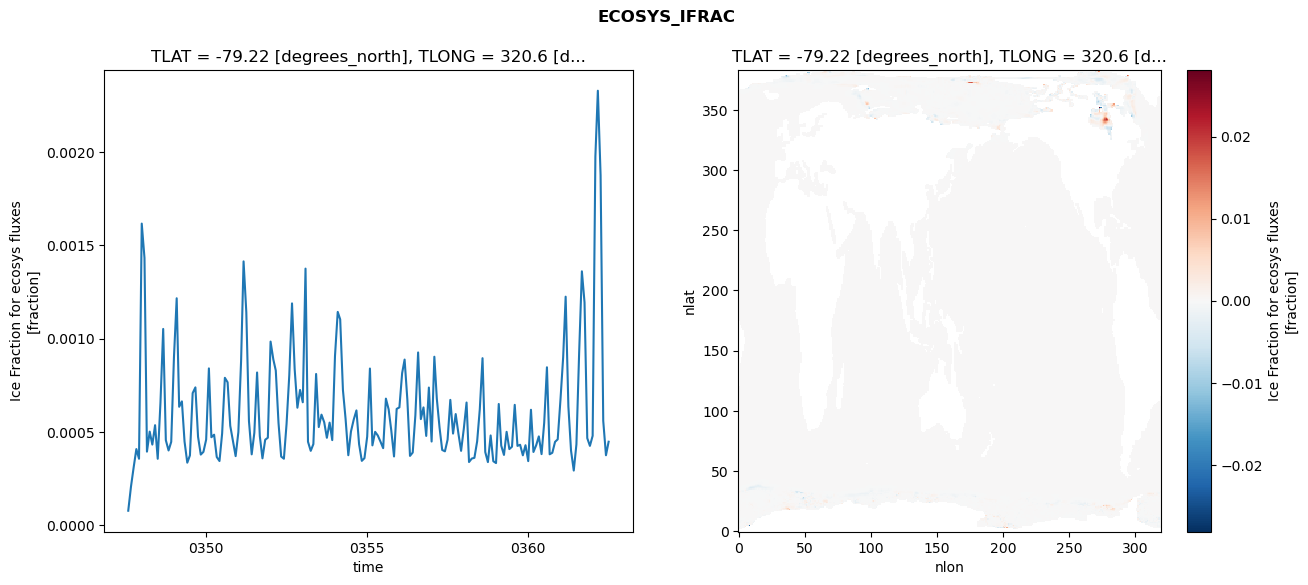 ECOSYS_IFRAC
TLAT = -79.22 [degrees_north], TLONG = 320.6 [d...
Ice Fraction for ecosys fluxes
[fraction]
0.0020
0.0015
0.0010
0.0005
0.0000
0350
0355
0360
time
TLAT = -79.22 [degrees_north], TLONG = 320.6 [d...
nlat
350
300
250
200
150
100
50
0
0
50
100
150
200
250
300
nlon
0.02
0.01
0.00
−0.01
−0.02
Ice Fraction for ecosys fluxes
[fraction]